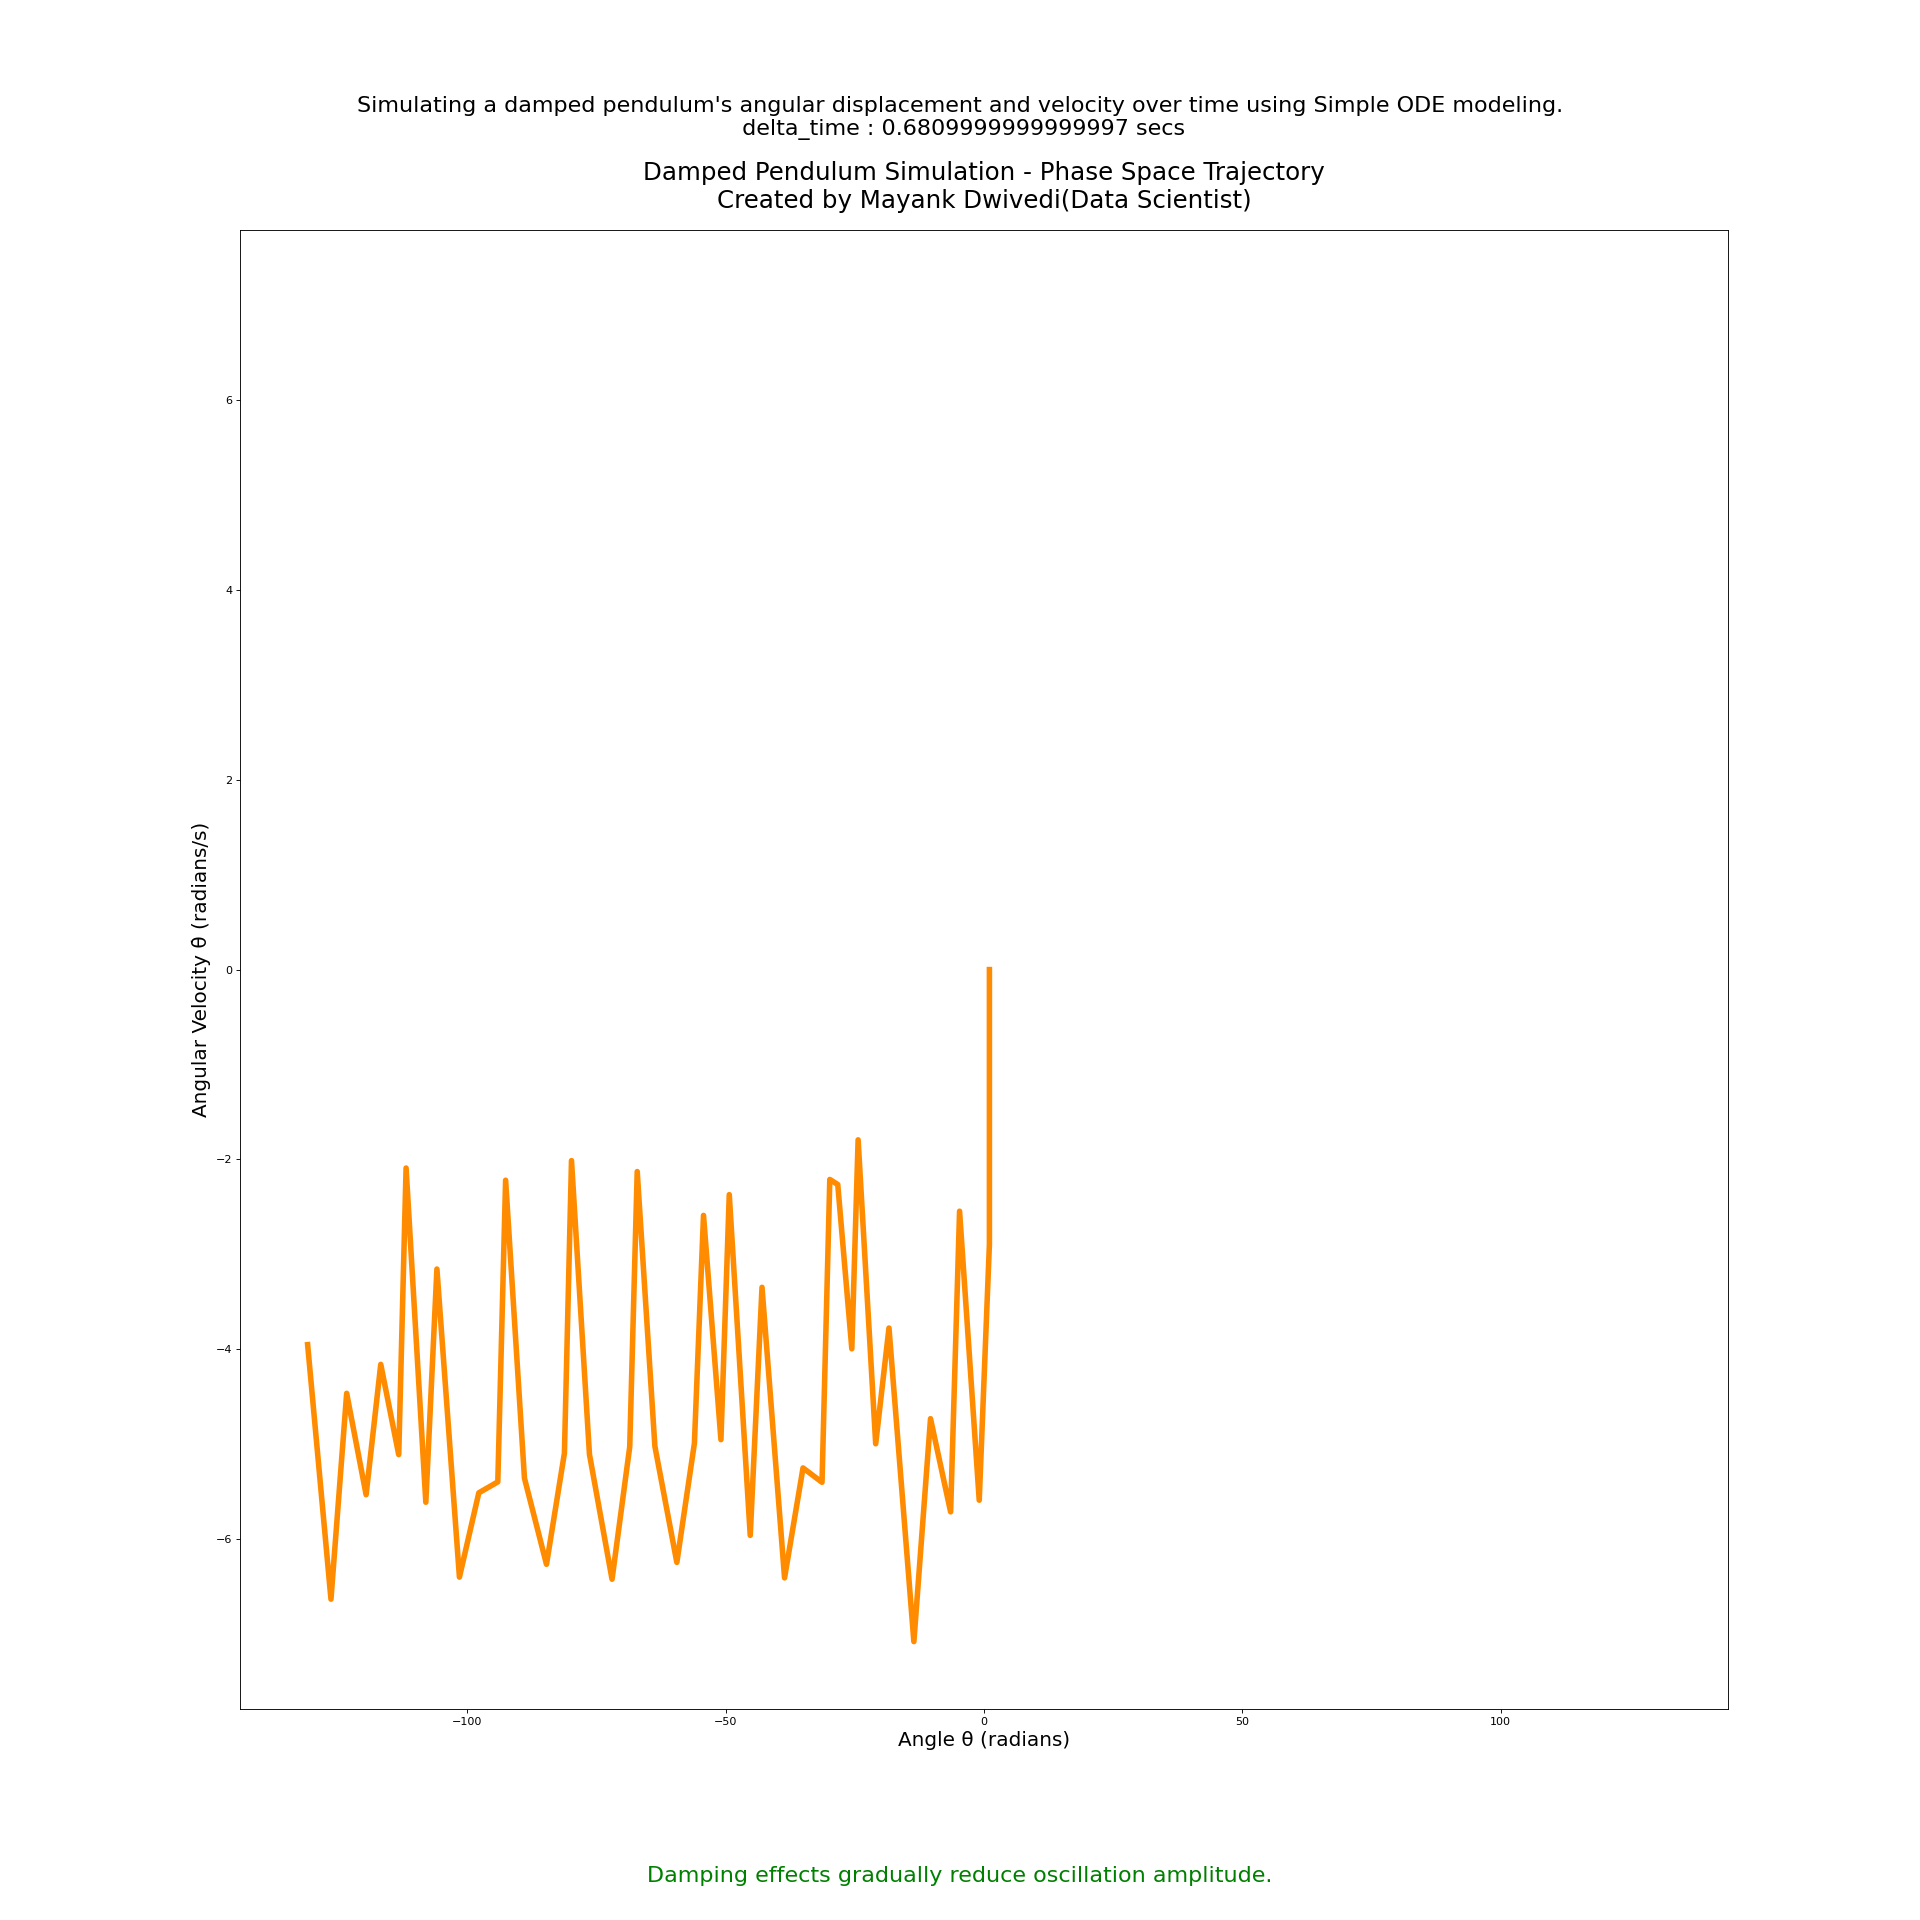 Simulating a damped pendulum's angular displacement and velocity over time using Simple ODE modeling.
delta_time : 0.6809999999999997 secs
Damped Pendulum Simulation - Phase Space Trajectory
Created by Mayank Dwivedi(Data Scientist)
6
4
2
0
−2
−4
−6
Angular Velocity θ (radians/s)
−100
−50
0
50
100
Angle θ (radians)
Damping effects gradually reduce oscillation amplitude.